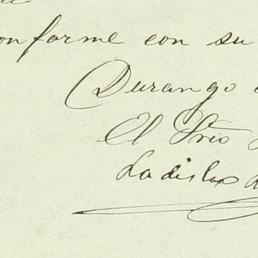 onforme con su
Durango
El Srio
Ladislao